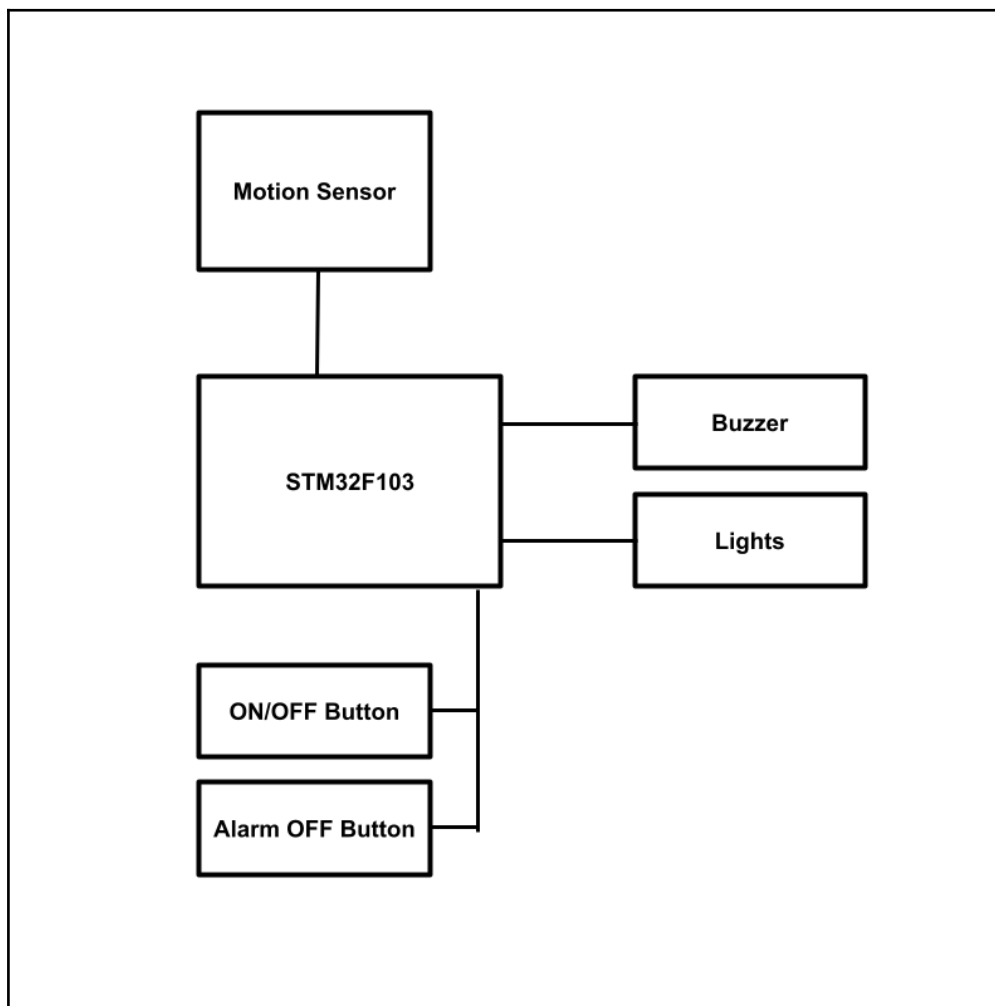 Motion Sensor
STM32F103
Buzzer
Lights
ON/OFF Button
Alarm OFF Button